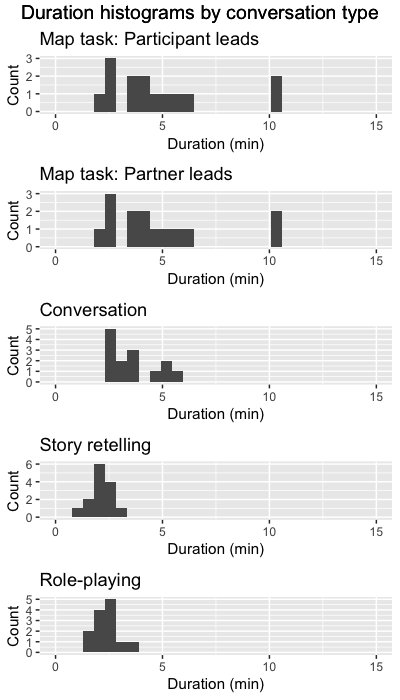 Duration histograms by conversation type
Map task: Participant leads
Count
3
2
1
0
0 5 10 15
Duration (min)
Map task: Partner leads
Count
3
2
1
0
0 5 10 15
Duration (min)
Conversation
Count
5
4
3
2
1
0
0 5 10 15
Duration (min)
Story retelling
Count
6
4
2
0
0 5 10 15
Duration (min)
Role-playing
Count
5
4
3
2
1
0
0 5 10 15
Duration (min)